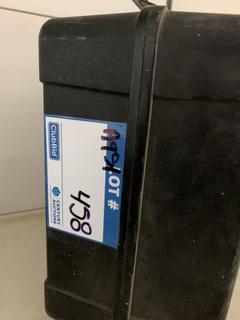 LOT #
458
ClubBid
CENTURY
AUCTIONS